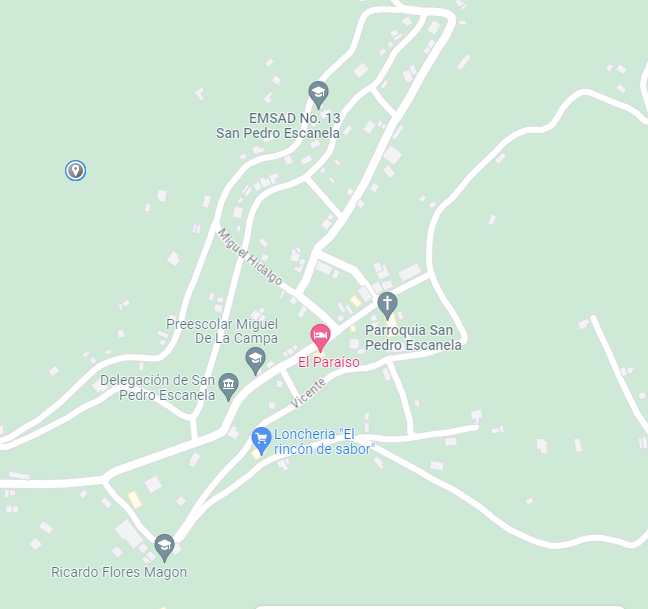 EMSAD No. 13
San Pedro Escanela
Miguel Hidalgo
Preescolar Miguel
De La Campa
Parroquia San
Pedro Escanela
El Paraíso
Delegación de San
Pedro Escanela
Vicente
Loncheria "El
rincón de sabor"
Ricardo Flores Magon